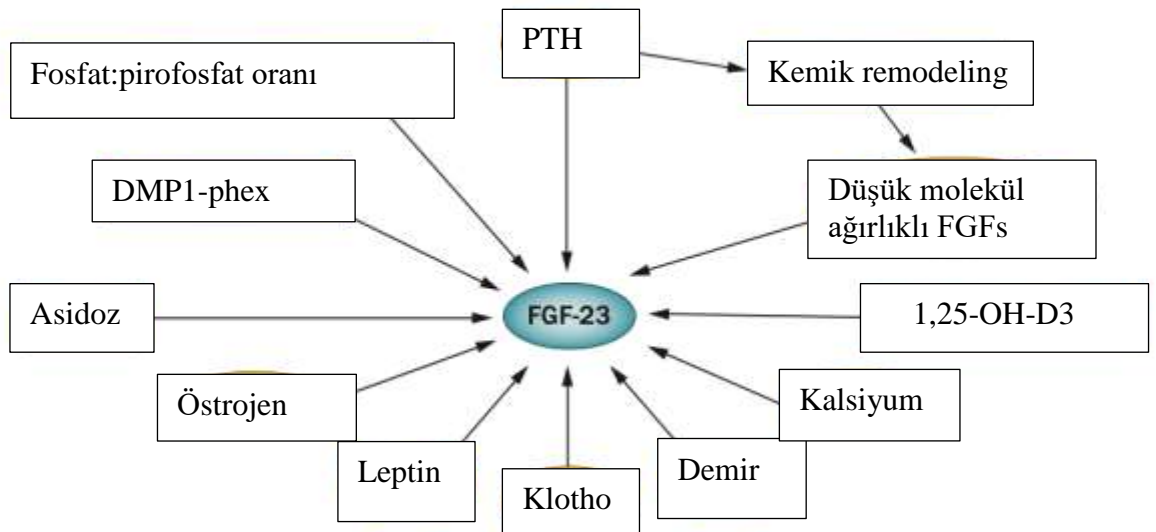 PTH
Fosfat:pirofosfat oranı
Kemik remodeling
DMP1-phex
Düşük molekül
ağırlıklı FGFs
Asidoz
FGF-23
1,25-OH-D3
Östrojen
Kalsiyum
Leptin
Klotho
Demir